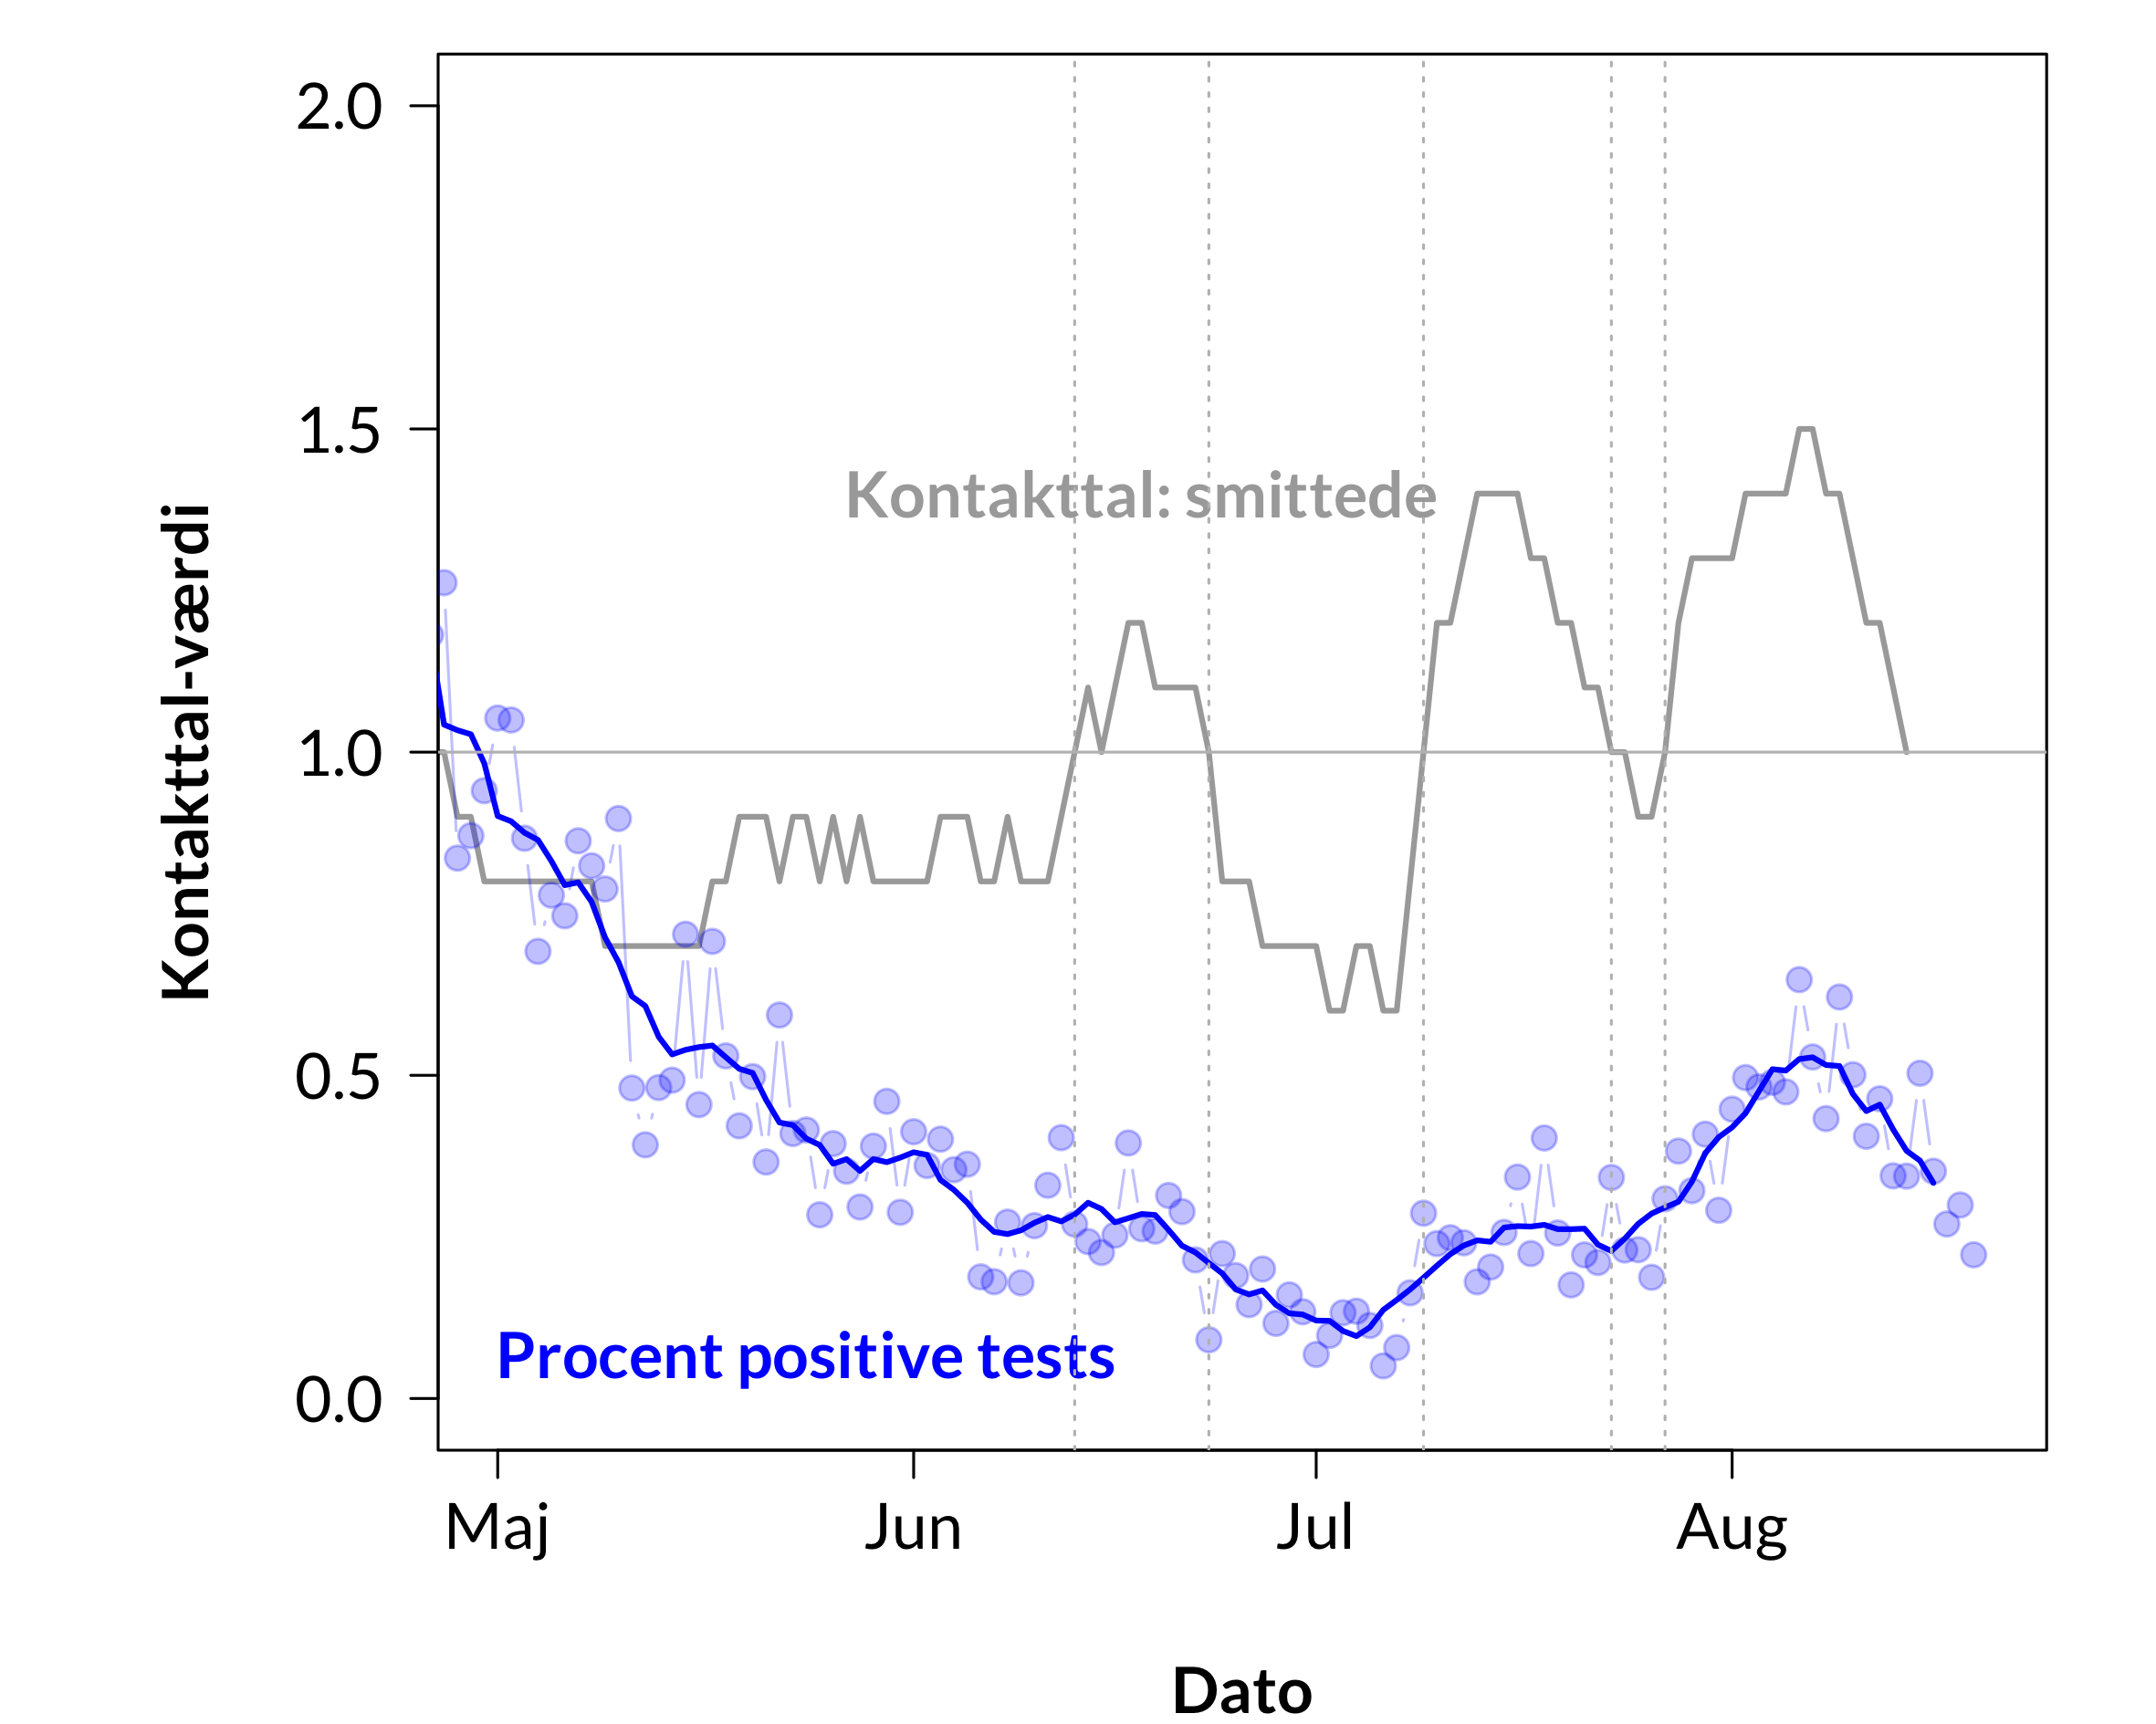 2.0
1.5
1.0
0.5
0.0
Kontakttal-værdi
Kontakttal: smittede
Procent positive tests
Maj Jun Jul Aug
Dato